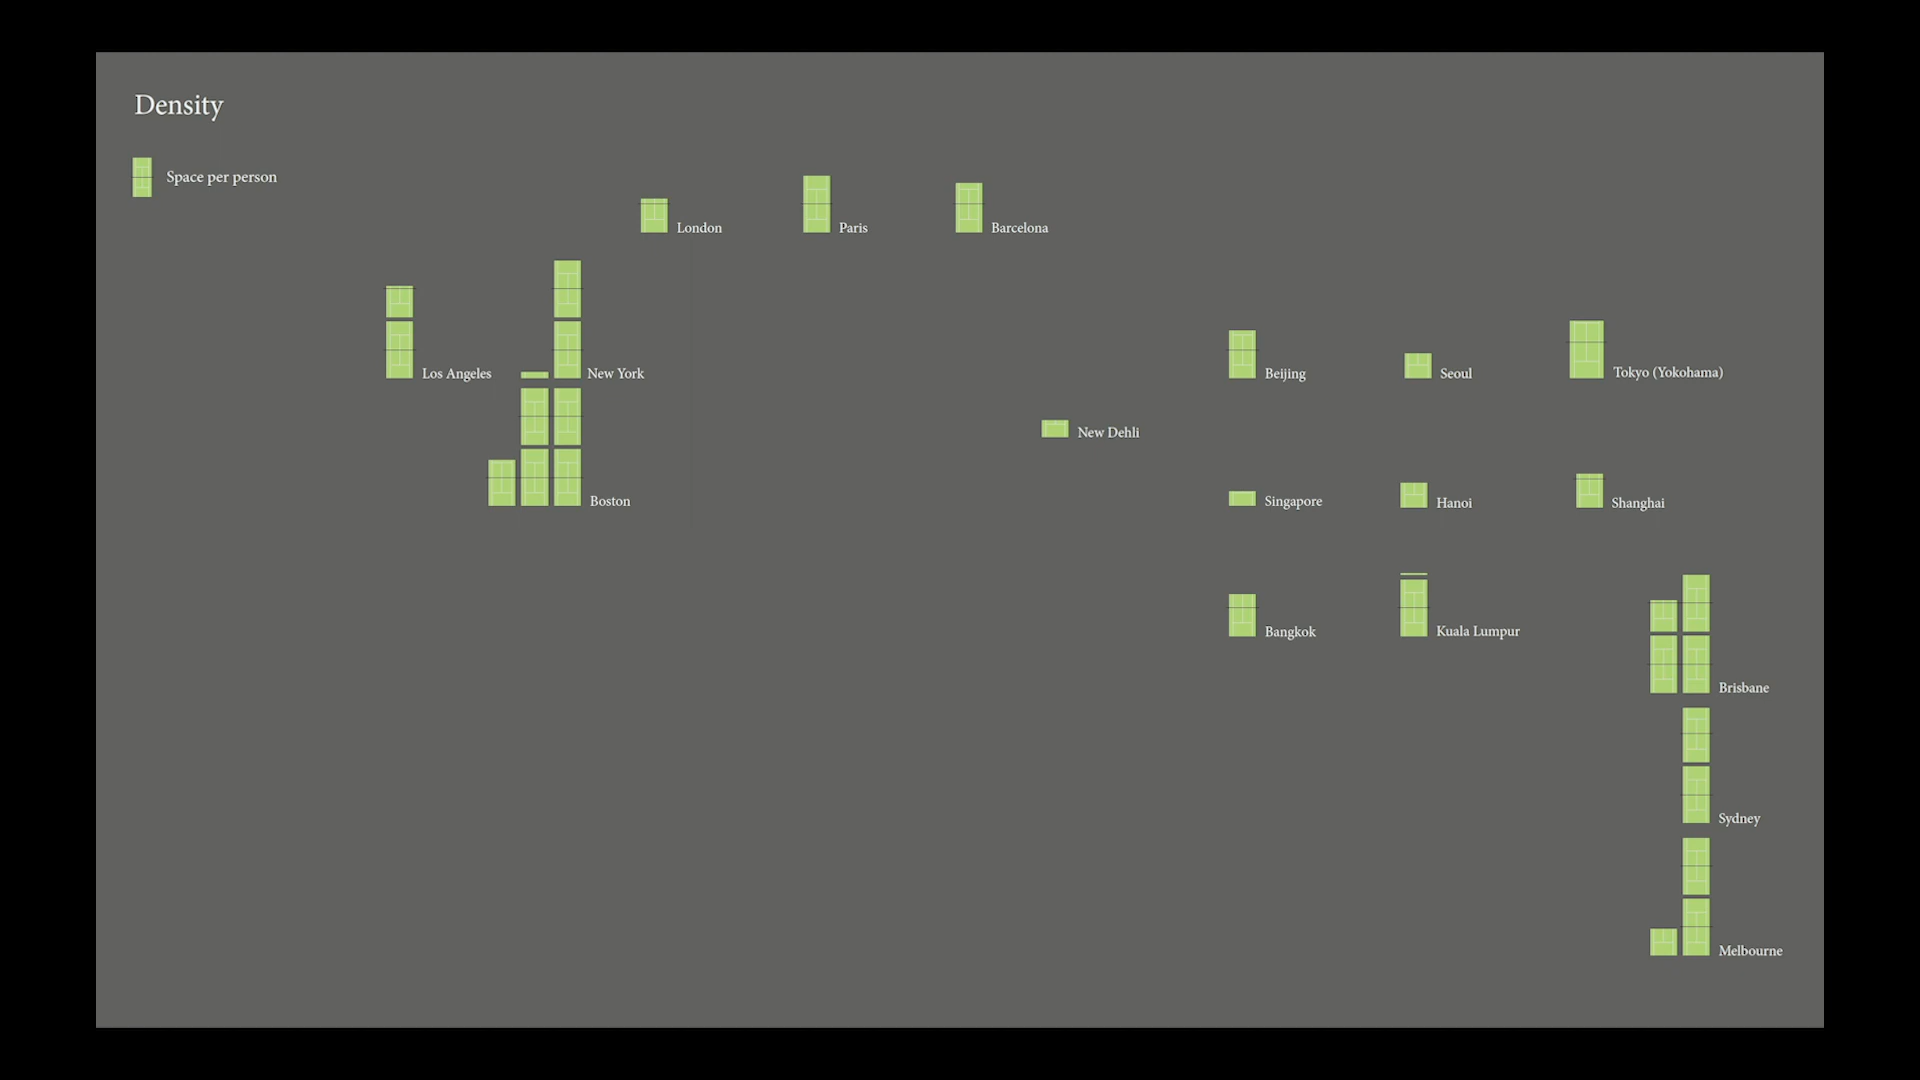 Density
Space per person
London
Paris
Barcelona
Los Angeles
New York
Beijing
Seoul
Tokyo (Yokohama)
New Dehli
Boston
Singapore
Hanoi
Shanghai
Bangkok
Kuala Lumpur
Brisbane
Sydney
Melbourne